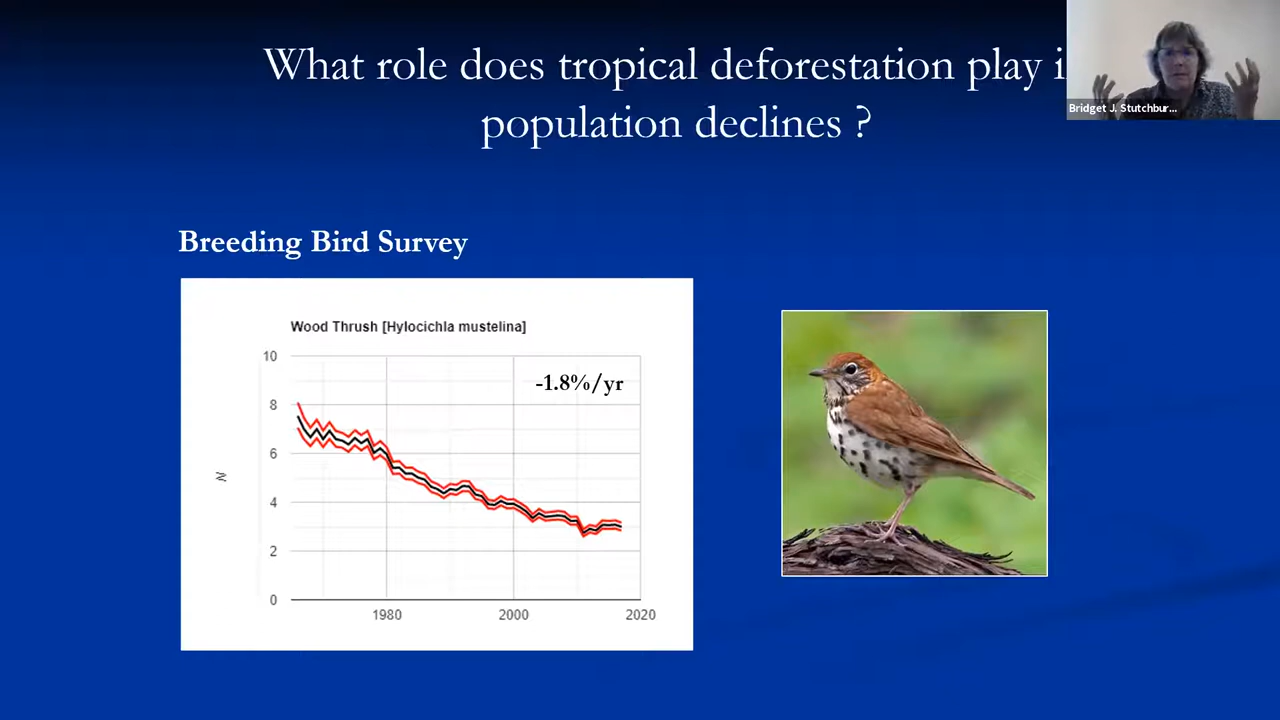 What role does tropical deforestation play i
population declines ?
Bridget J. Stutchbur...
Breeding Bird Survey
Wood Thrush [Hylocichla mustelina]
-1.8%/yr
10
8
6
4
2
0
N
1980 2000 2020